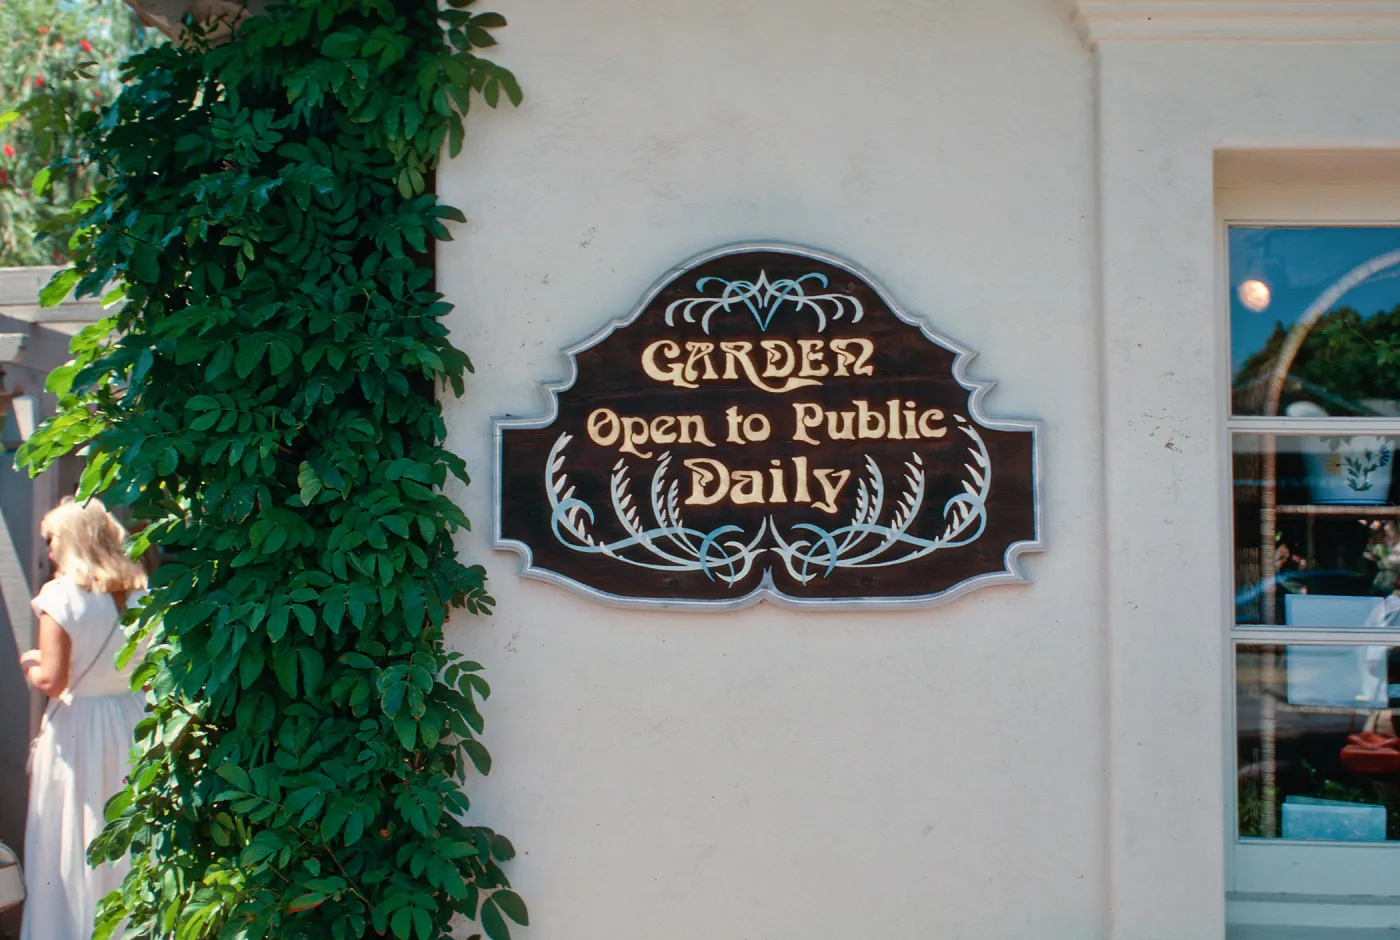 GARDEN
Open to Public
Daily